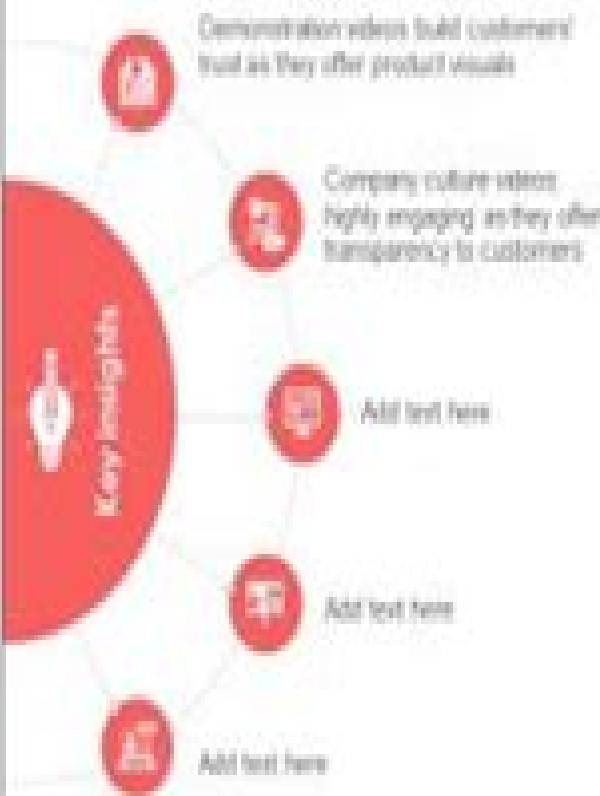 Demonstration videos build customers'
trust as they offer product visuals
Company culture videos
highly engaging as they offer
transparency to customers
Key insights
Add text here
Add text here
Add text here